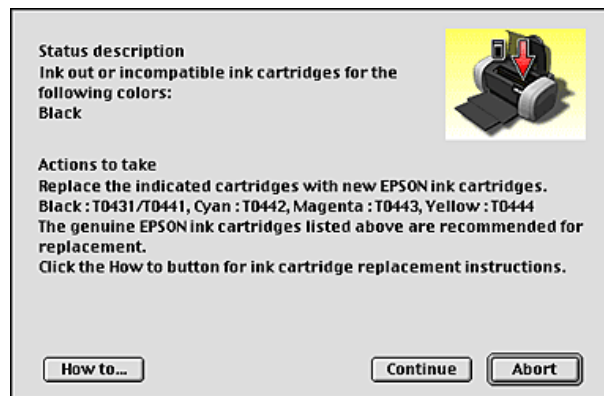 Status description
Ink out or incompatible ink cartridges for the
following colors:
Black
Actions to take
Replace the indicated cartridges with new EPSON ink cartridges.
Black : T0431/T0441, Cyan : T0442, Magenta : T0443, Yellow : T0444
The genuine EPSON ink cartridges listed above are recommended for
replacement.
Click the How to button for ink cartridge replacement instructions.
How to... Continue Abort